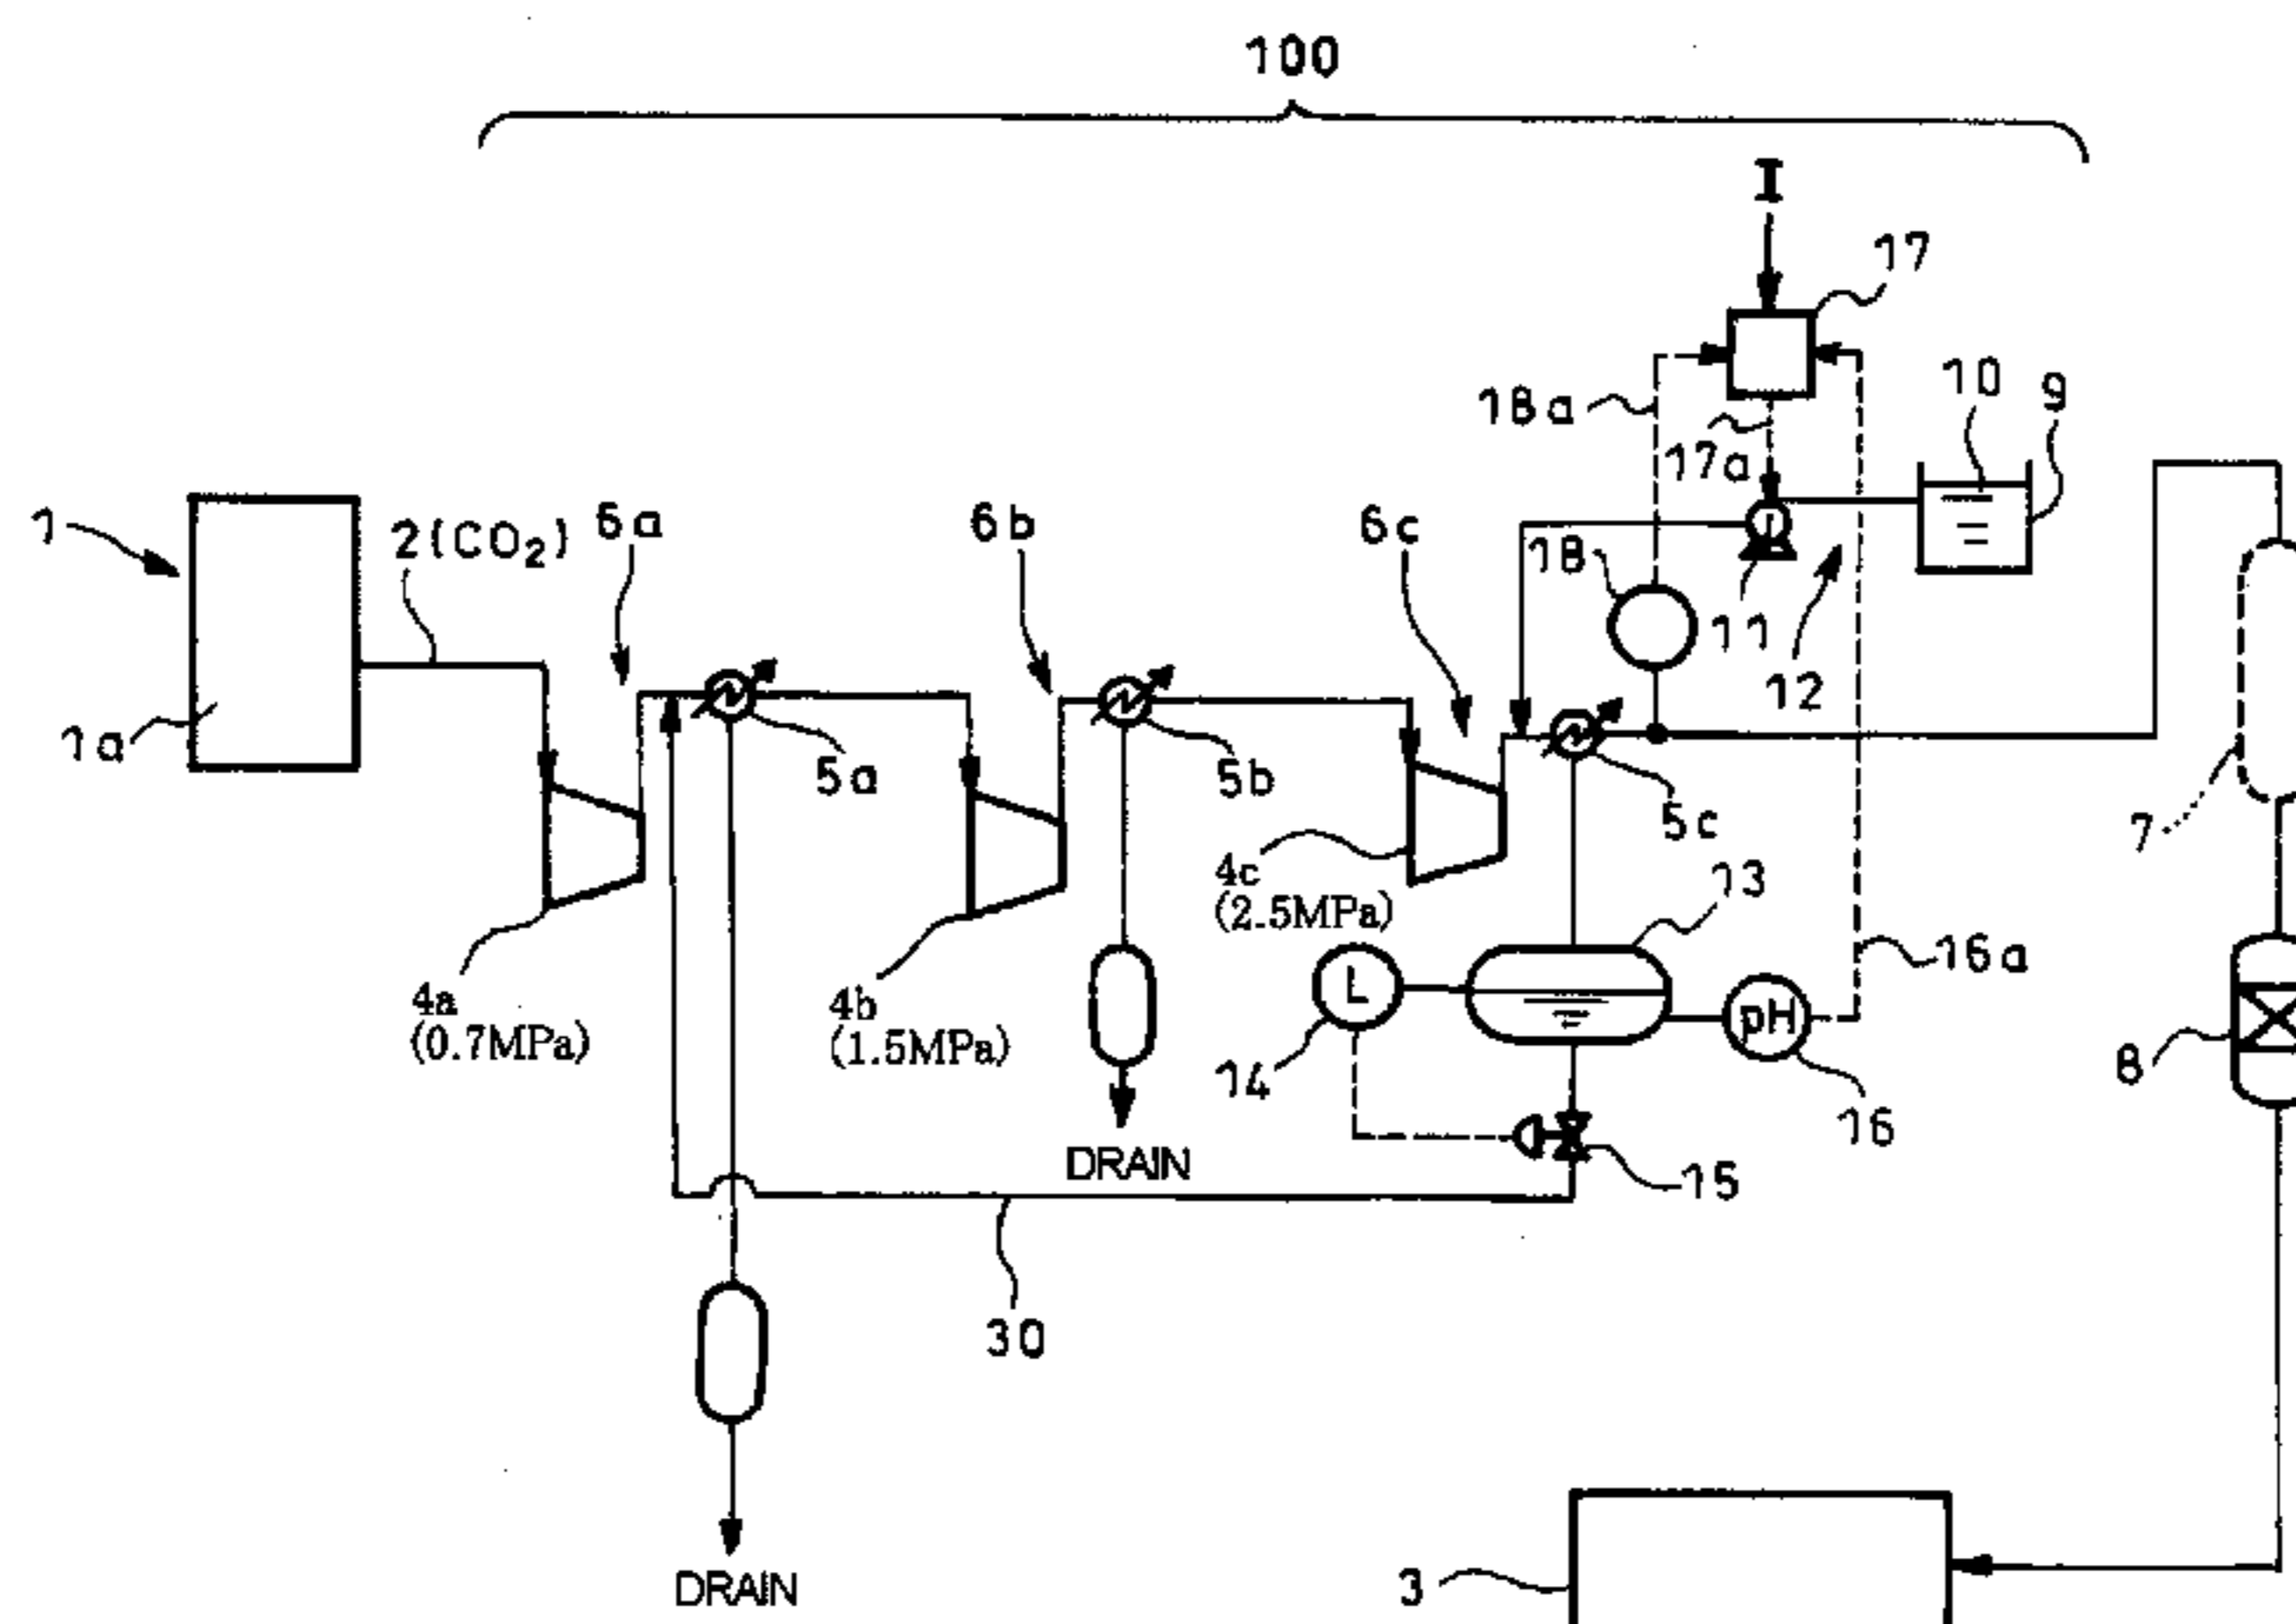 100
I
17
18a
17a
10
9
1
2(CO₂)
6a
6b
6c
18
11
12
1a
5a
5b
5c
7
4c
(2.5MPa)
13
16a
4a
(0.7MPa)
4b
(1.5MPa)
L
pH
14
16
8
DRAIN
15
30
DRAIN
3